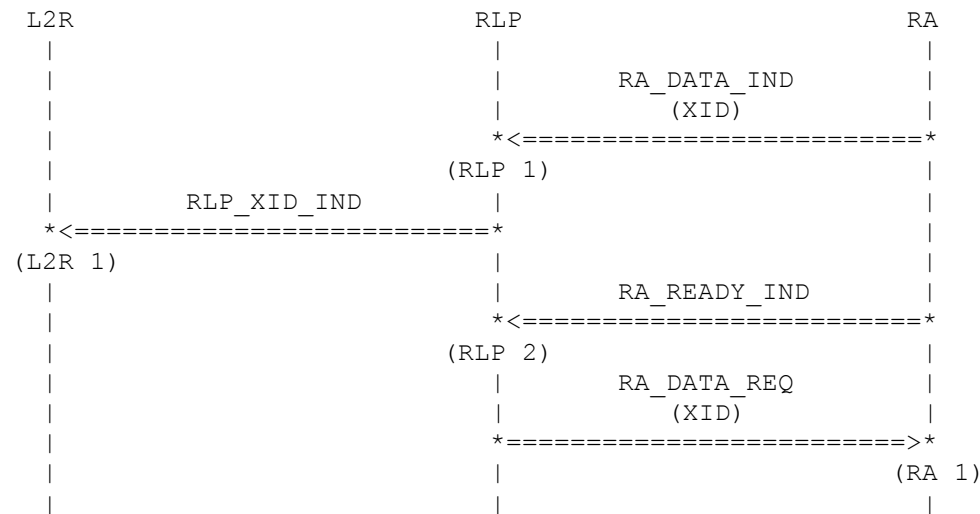 L2R RLP RA
RA_DATA_IND
(XID)
(RLP 1)
RLP_XID_IND
(L2R 1)
RA_READY_IND
(RLP 2)
RA_DATA_REQ
(XID)
(RA 1)